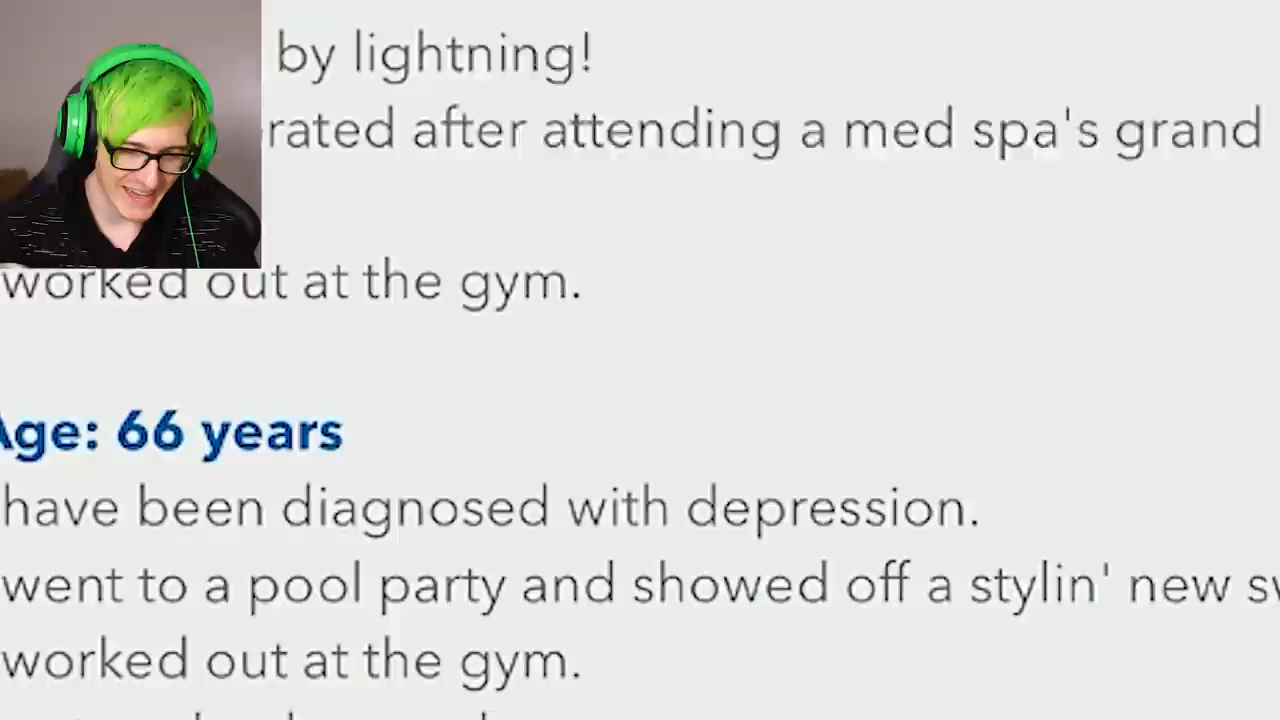 by lightning!
rated after attending a med spa's grand
worked out at the gym.
Age: 66 years
have been diagnosed with depression.
went to a pool party and showed off a stylin' new
worked out at the gym.